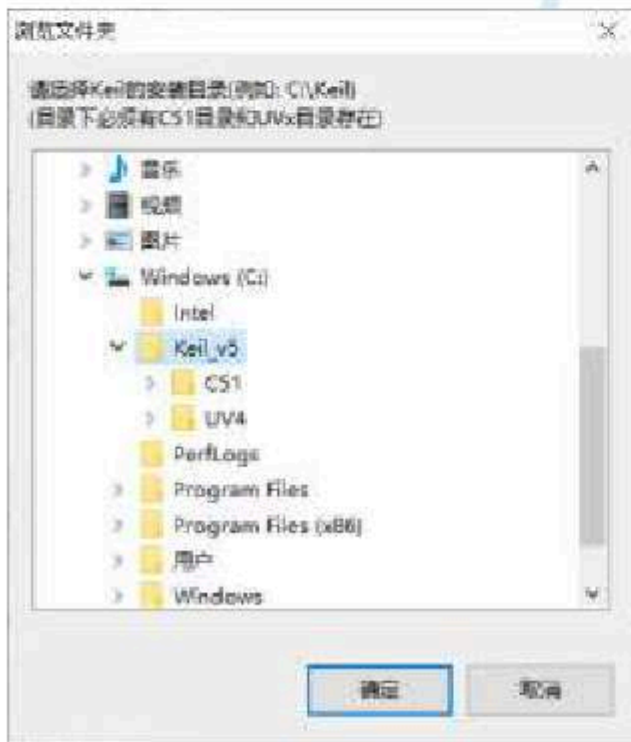 浏览文件夹
请选择Keil的安装目录(例如: C:\Keil)
(目录下必须有C51目录和UVx目录存在)
音乐
视频
图片
Windows (C:)
Intel
Keil_v5
C51
UV4
PerfLogs
Program Files
Program Files (x86)
用户
Windows
确定
取消